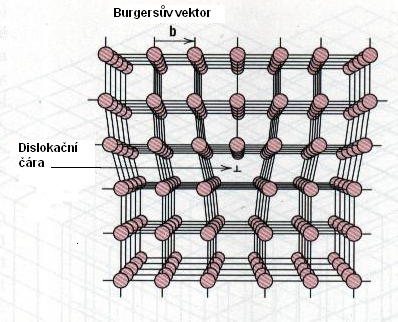 Burgersův vektor
b
Dislokační
čára
⊥